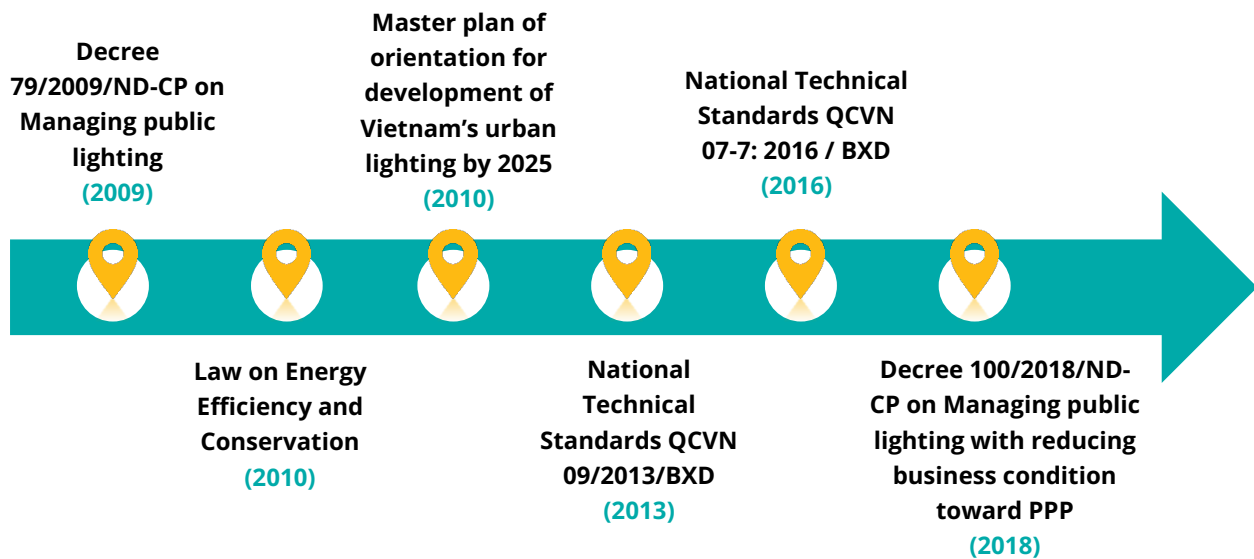 Decree
79/2009/ND-CP on
Managing public
lighting
(2009)
Law on Energy
Efficiency and
Conservation
(2010)
Master plan of
orientation for
development of
Vietnam’s urban
lighting by 2025
(2010)
National
Technical
Standards QCVN
09/2013/BXD
(2013)
National Technical
Standards QCVN
07-7: 2016 / BXD
(2016)
Decree 100/2018/ND-
CP on Managing public
lighting with reducing
business condition
toward PPP
(2018)